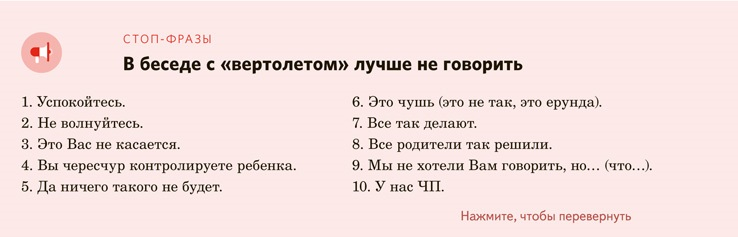 СТОП-ФРАЗЫ
В беседе с «вертолетом» лучше не говорить
1. Успокойтесь.
2. Не волнуйтесь.
3. Это Вас не касается.
4. Вы чересчур контролируете ребенка.
5. Да ничего такого не будет.
6. Это чушь (это не так, это ерунда).
7. Все так делают.
8. Все родители так решили.
9. Мы не хотели Вам говорить, но… (что…).
10. У нас ЧП.
Нажмите, чтобы перевернуть